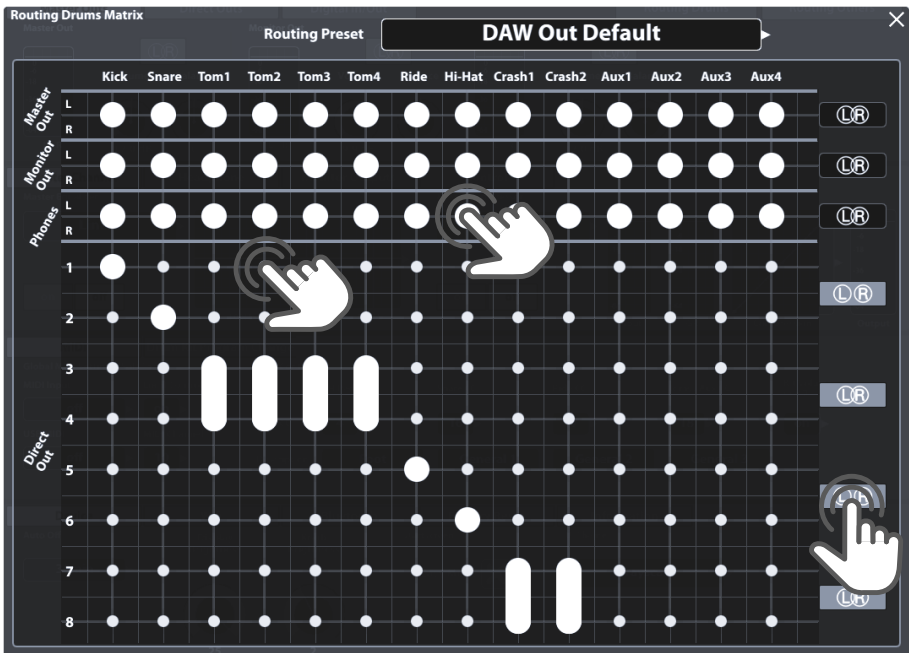 Routing Drums Matrix
Routing Preset DAW Out Default
Kick Snare Tom1 Tom2 Tom3 Tom4 Ride Hi-Hat Crash1 Crash2 Aux1 Aux2 Aux3 Aux4
Master Out
L
R
LR
Monitor Out
L
R
LR
Phones
L
R
LR
Direct Out
1
LR
2
3
LR
4
5
LR
6
7
LR
8